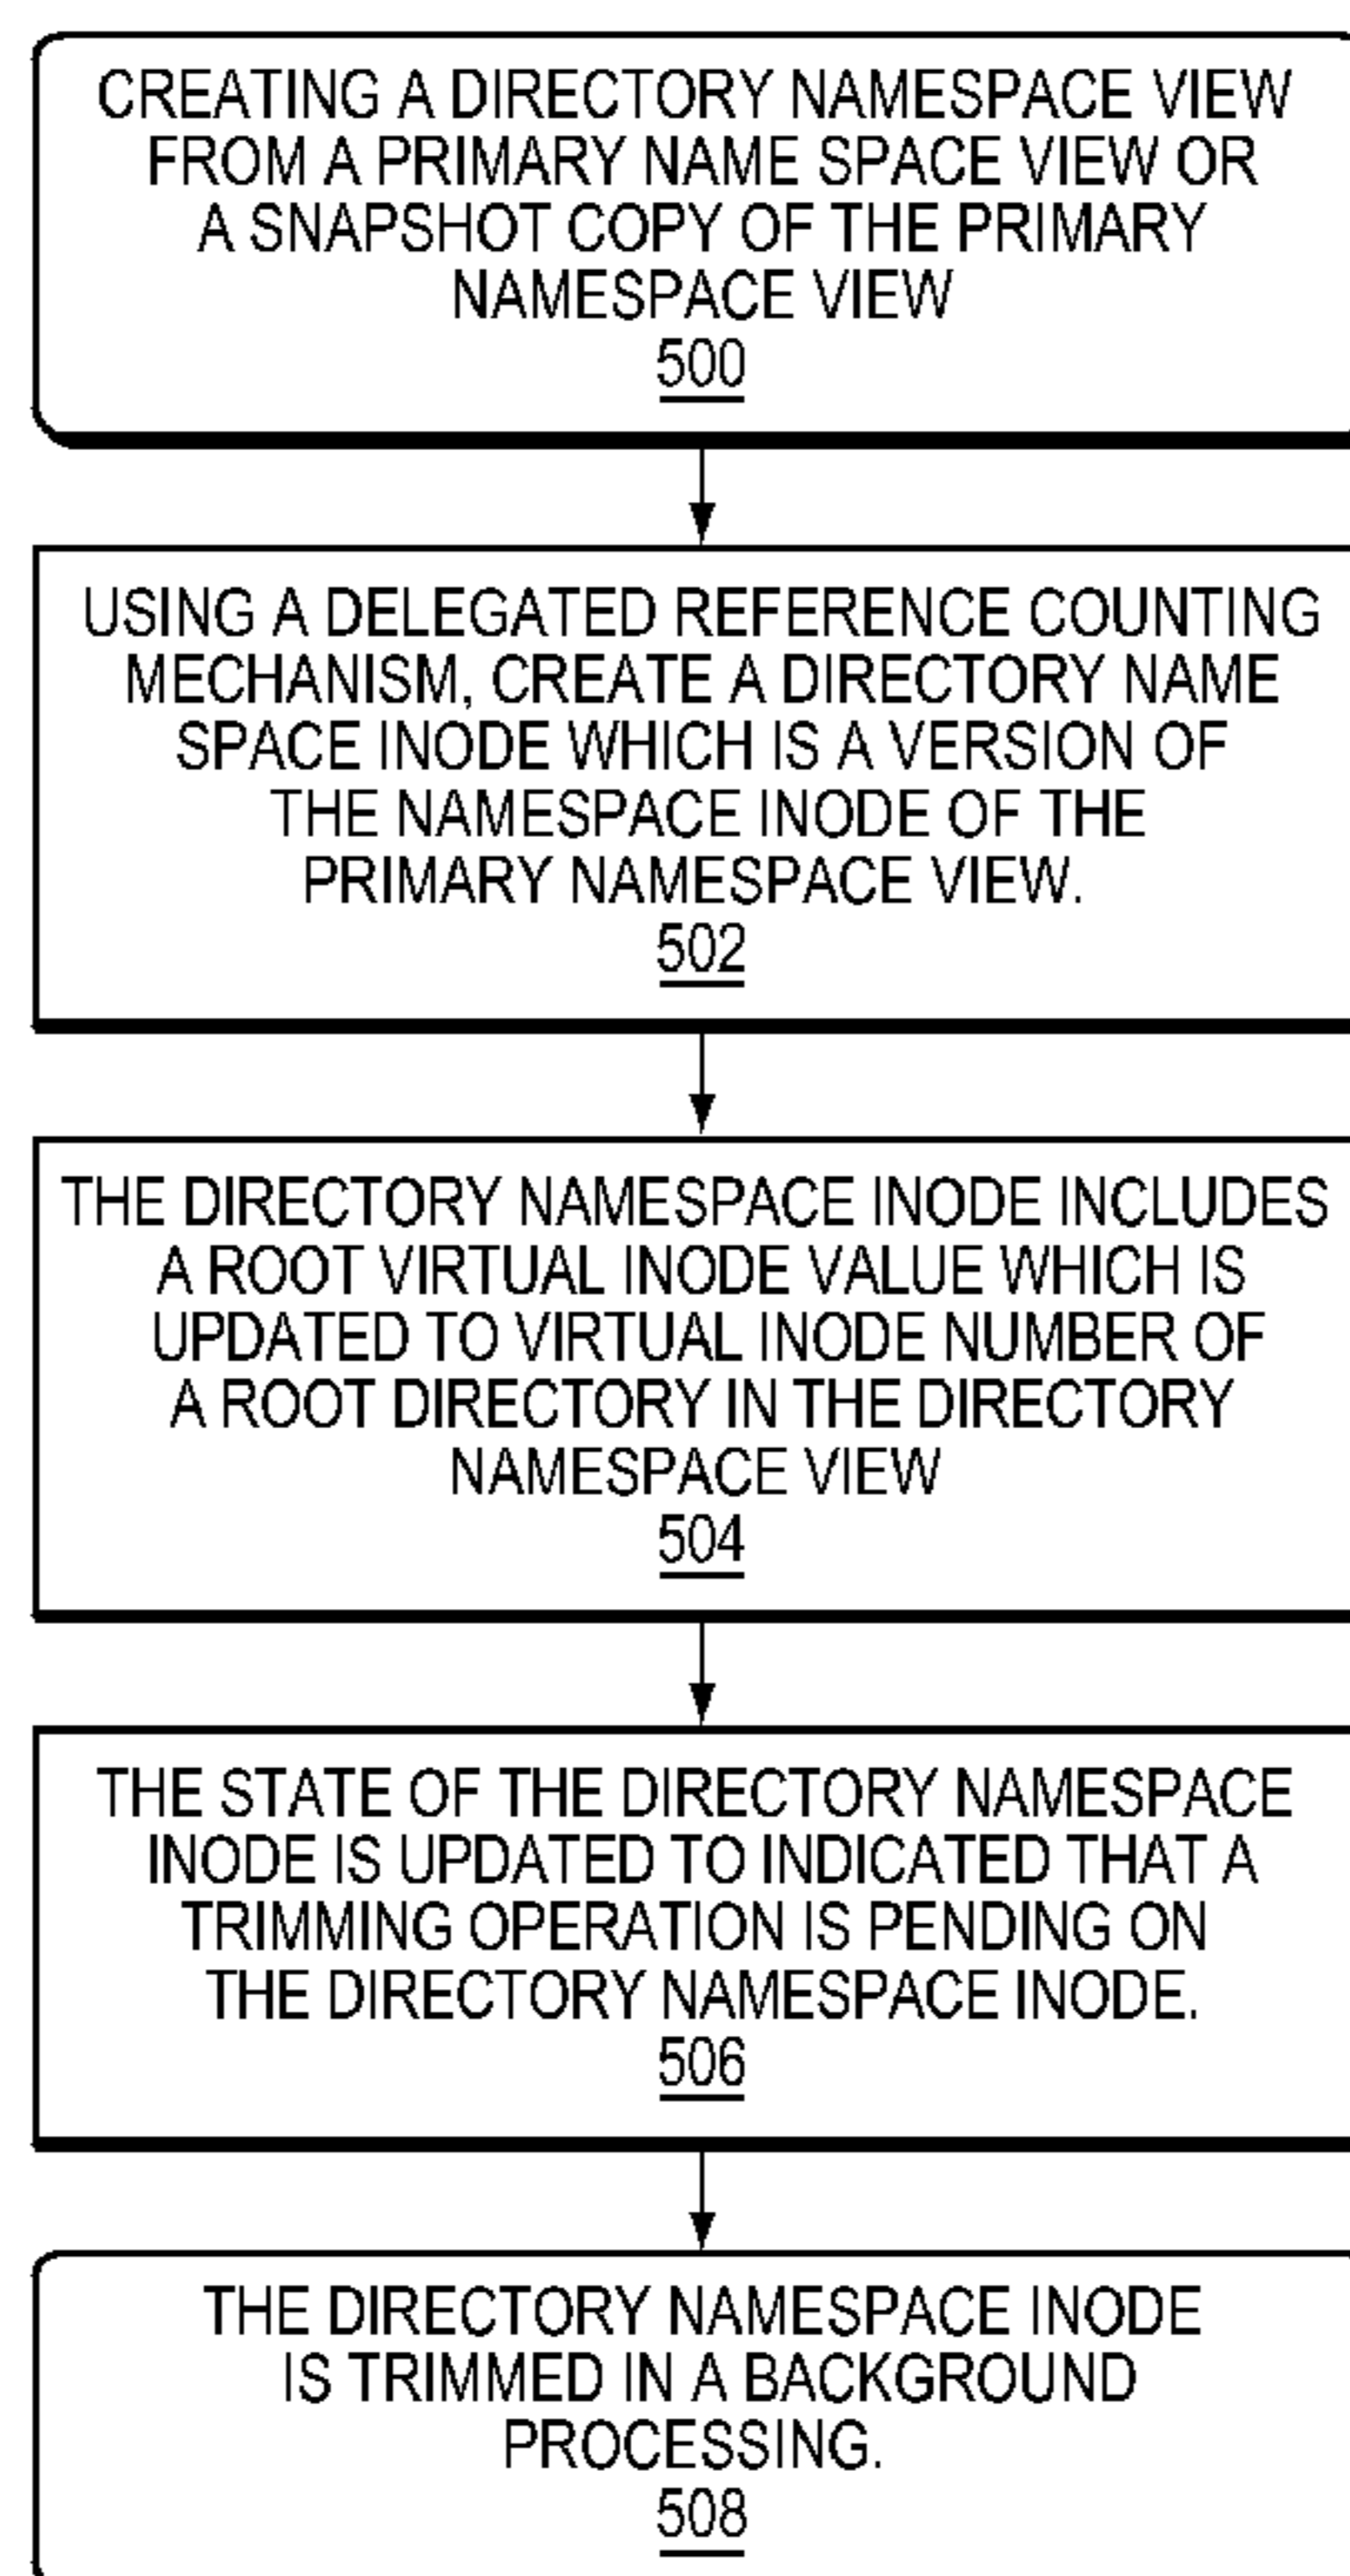 CREATING A DIRECTORY NAMESPACE VIEW
FROM A PRIMARY NAME SPACE VIEW OR
A SNAPSHOT COPY OF THE PRIMARY
NAMESPACE VIEW
500
USING A DELEGATED REFERENCE COUNTING
MECHANISM, CREATE A DIRECTORY NAME
SPACE INODE WHICH IS A VERSION OF
THE NAMESPACE INODE OF THE
PRIMARY NAMESPACE VIEW.
502
THE DIRECTORY NAMESPACE INODE INCLUDES
A ROOT VIRTUAL INODE VALUE WHICH IS
UPDATED TO VIRTUAL INODE NUMBER OF
A ROOT DIRECTORY IN THE DIRECTORY
NAMESPACE VIEW
504
THE STATE OF THE DIRECTORY NAMESPACE
INODE IS UPDATED TO INDICATED THAT A
TRIMMING OPERATION IS PENDING ON
THE DIRECTORY NAMESPACE INODE.
506
THE DIRECTORY NAMESPACE INODE
IS TRIMMED IN A BACKGROUND
PROCESSING.
508